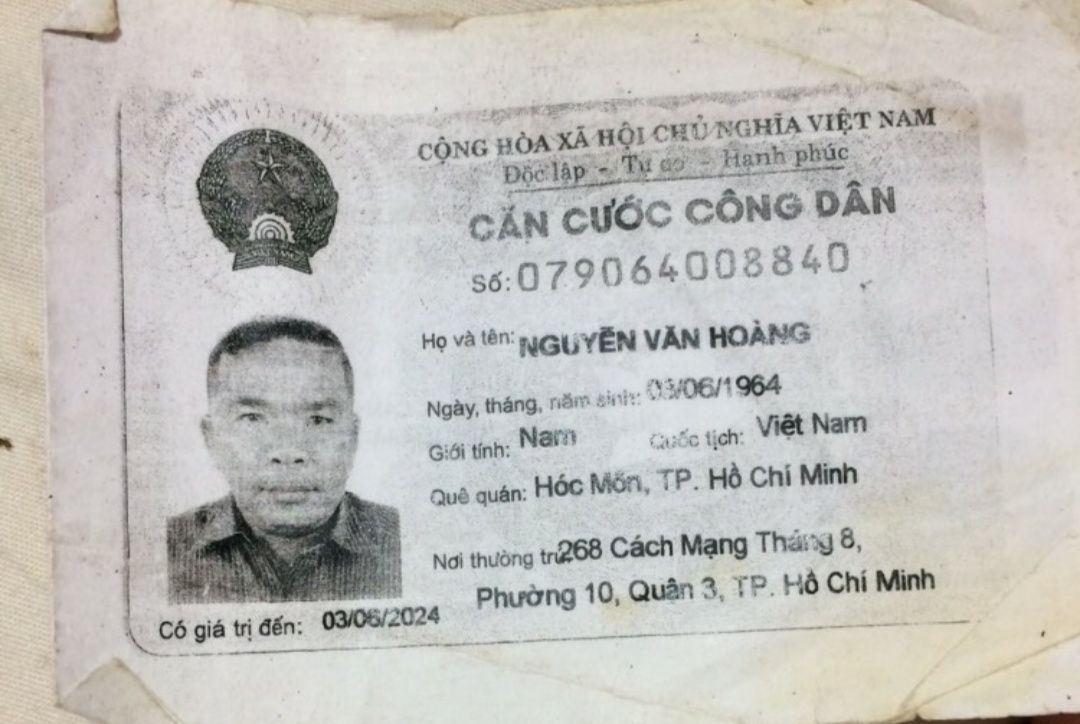 CỘNG HÒA XÃ HỘI CHỦ NGHĨA VIỆT NAM
Độc lập - Tự do - Hạnh phúc
CĂN CƯỚC CÔNG DÂN
Số: 079064008840
Họ và tên: NGUYỄN VĂN HOÀNG
Ngày, tháng, năm sinh: 03/06/1964
Giới tính: Nam Quốc tịch: Việt Nam
Quê quán: Hóc Môn, TP. Hồ Chí Minh
Nơi thường trú: 268 Cách Mạng Tháng 8,
Phường 10, Quận 3, TP. Hồ Chí Minh
Có giá trị đến: 03/06/2024